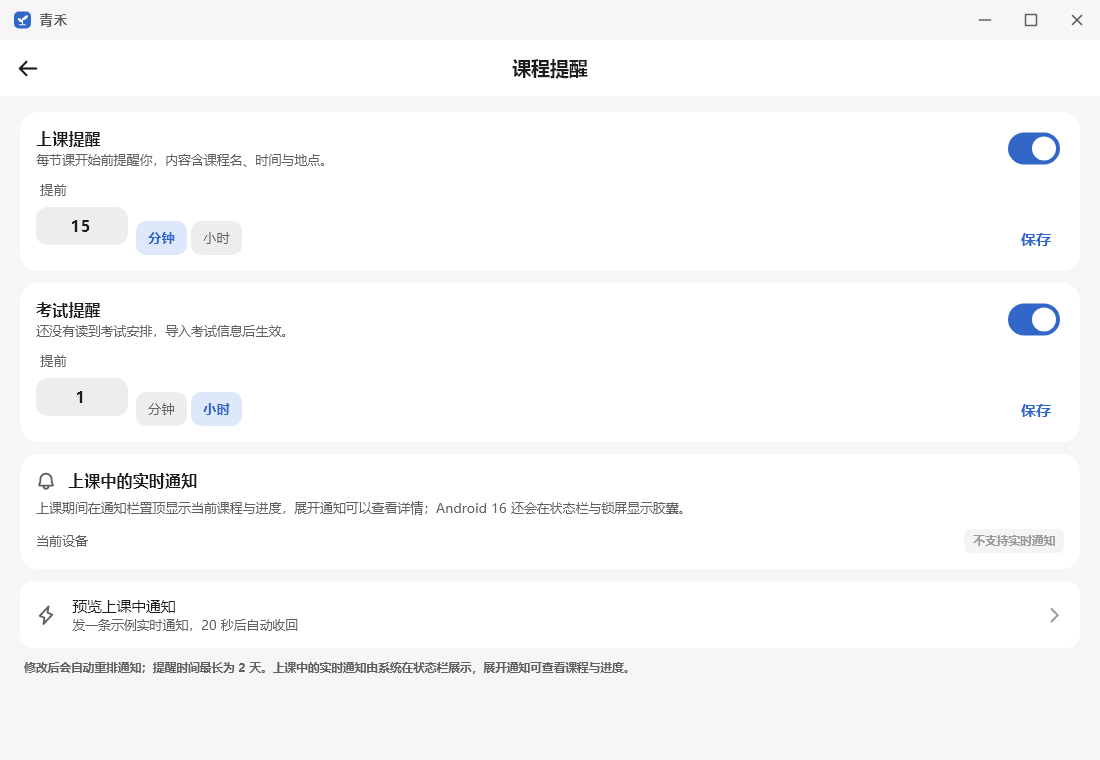 青禾
课程提醒
上课提醒
每节课开始前提醒你，内容含课程名、时间与地点。
提前
15
分钟
小时
保存
考试提醒
还没有读到考试安排，导入考试信息后生效。
提前
1
分钟
小时
保存
上课中的实时通知
上课期间在通知栏置顶显示当前课程与进度，展开通知可以查看详情；Android 16 还会在状态栏与锁屏显示胶囊。
当前设备
不支持实时通知
预览上课中通知
发一条示例实时通知，20 秒后自动收回
修改后会自动重排通知；提醒时间最长为 2 天。上课中的实时通知由系统在状态栏展示，展开通知可查看课程与进度。